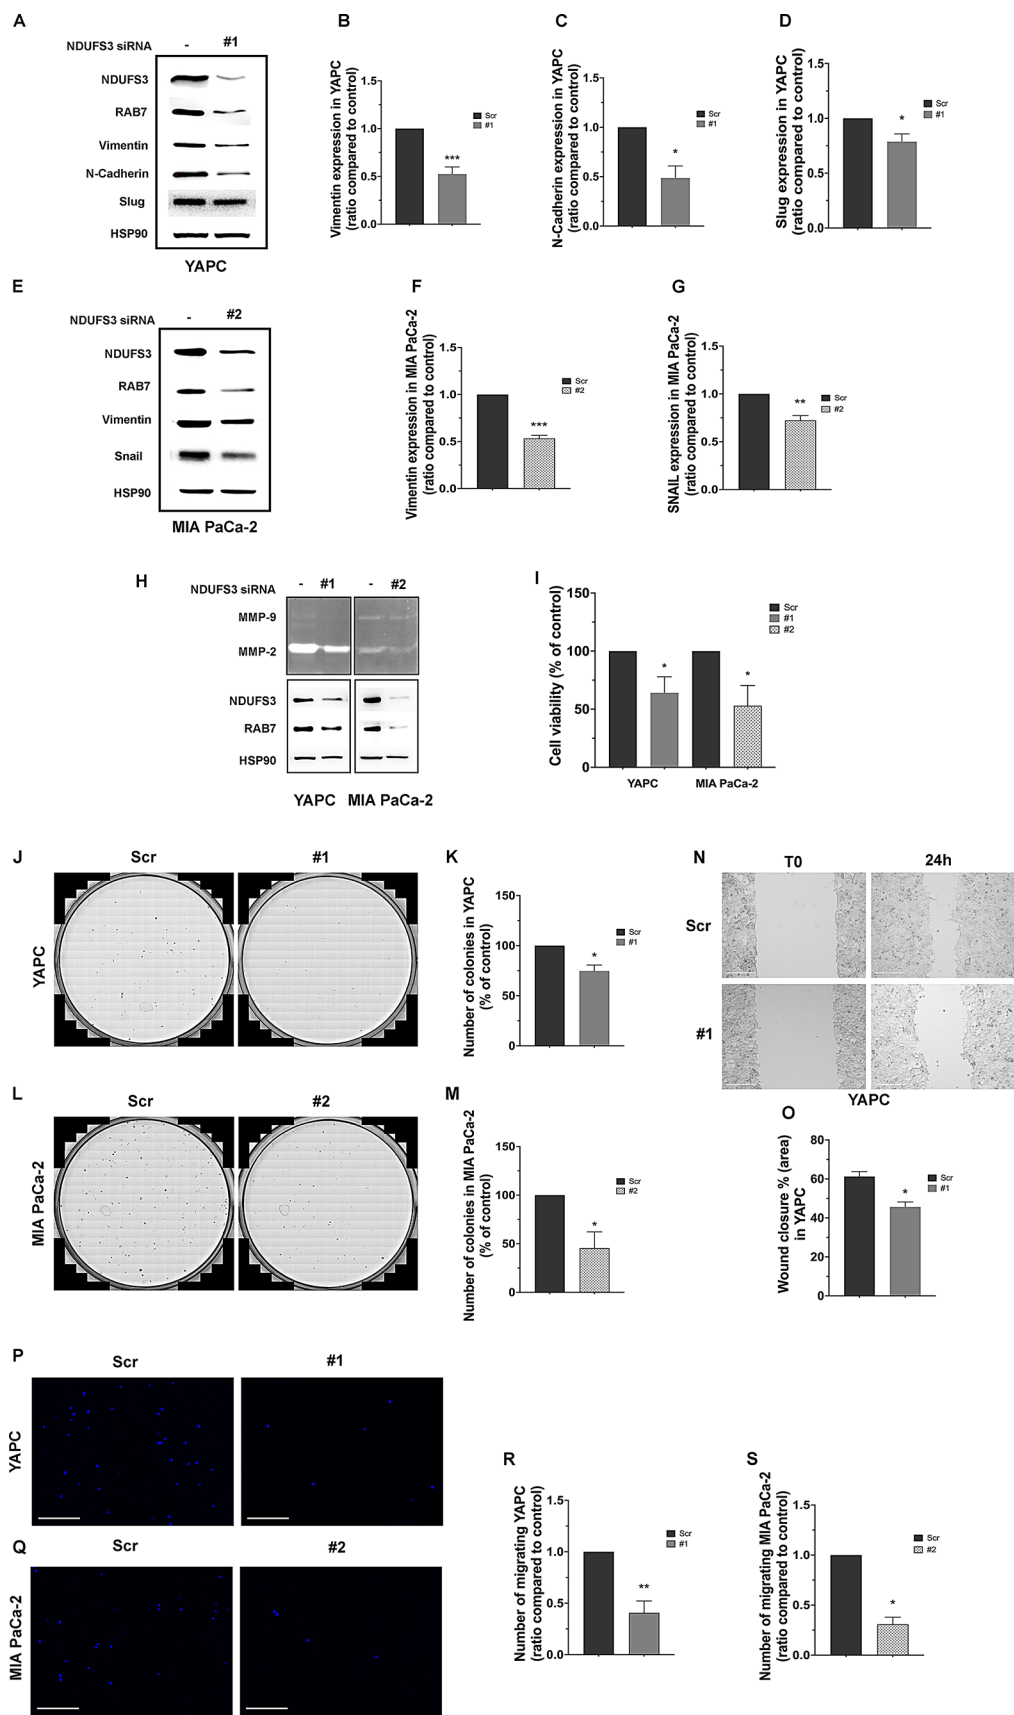 A
NDUFS3 siRNA - #1
NDUFS3
RAB7
Vimentin
N-Cadherin
Slug
HSP90
YAPC
B
Vimentin expression in YAPC
(ratio compared to control)
1.5
1.0
0.5
0.0
***
Scr
#1
C
N-Cadherin expression in YAPC
(ratio compared to control)
1.5
1.0
0.5
0.0
*
Scr
#1
D
Slug expression in YAPC
(ratio compared to control)
1.5
1.0
0.5
0.0
*
Scr
#1
E
NDUFS3 siRNA - #2
NDUFS3
RAB7
Vimentin
Snail
HSP90
MIA PaCa-2
F
Vimentin expression in MIA PaCa-2
(ratio compared to control)
1.5
1.0
0.5
0.0
***
Scr
#2
G
SNAIL expression in MIA PaCa-2
(ratio compared to control)
1.5
1.0
0.5
0.0
**
Scr
#2
H
NDUFS3 siRNA - #1 - #2
MMP-9
MMP-2
NDUFS3
RAB7
HSP90
YAPC MIA PaCa-2
I
Cell viability (% of control)
150
100
50
0
*
*
YAPC MIA PaCa-2
Scr
#1
#2
J
Scr #1
YAPC
K
Number of colonies in YAPC
(% of control)
150
100
50
0
*
Scr
#1
L
Scr #2
MIA PaCa-2
M
Number of colonies in MIA PaCa-2
(% of control)
150
100
50
0
*
Scr
#2
N
T0 24h
Scr
#1
YAPC
O
Wound closure % (area)
in YAPC
80
60
40
20
0
*
Scr
#1
P
Scr #1
YAPC
Q
Scr #2
MIA PaCa-2
R
Number of migrating YAPC
(ratio compared to control)
1.5
1.0
0.5
0.0
**
Scr
#1
S
Number of migrating MIA PaCa-2
(ratio compared to control)
1.5
1.0
0.5
0.0
*
Scr
#2